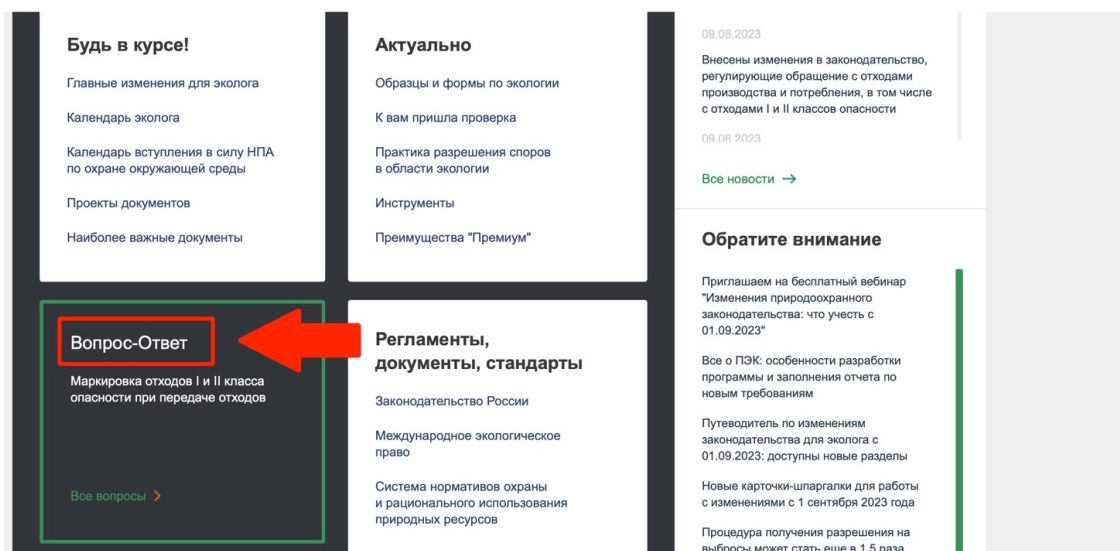 Будь в курсе!
Главные изменения для эколога
Календарь эколога
Календарь вступления в силу НПА
по охране окружающей среды
Проекты документов
Наиболее важные документы
Актуально
Образцы и формы по экологии
К вам пришла проверка
Практика разрешения споров
в области экологии
Инструменты
Преимущества "Премиум"
09.08.2023
Внесены изменения в законодательство,
регулирующие обращение с отходами
производства и потребления, в том числе
с отходами I и II классов опасности
09.08.2023
Все новости
Вопрос-Ответ
Маркировка отходов I и II класса
опасности при передаче отходов
Все вопросы
Регламенты,
документы, стандарты
Законодательство России
Международное экологическое
право
Система нормативов охраны
и рационального использования
природных ресурсов
Обратите внимание
Приглашаем на бесплатный вебинар
"Изменения природоохранного
законодательства: что учесть с
01.09.2023"
Все о ПЭК: особенности разработки
программы и заполнения отчета по
новым требованиям
Путеводитель по изменениям
законодательства для эколога с
01.09.2023: доступны новые разделы
Новые карточки-шпаргалки для работы
с изменениями с 1 сентября 2023 года
Процедура получения разрешения на
выбросы может стать еще в 1,5 раза